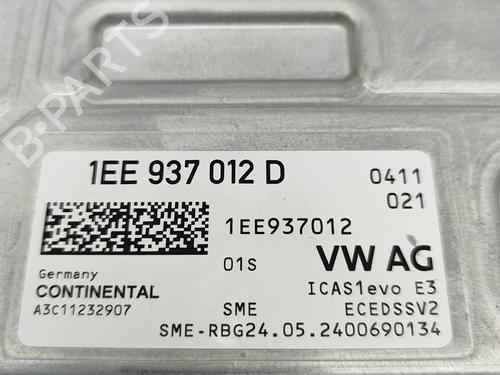 B-PARTS
1EE 937 012 D
0411
021
1EE937012
01S
VW AG
Germany
CONTINENTAL
A3C11232907
ICAS1evo E3
SME ECEDSSV2
SME-RBG24.05.2400690134